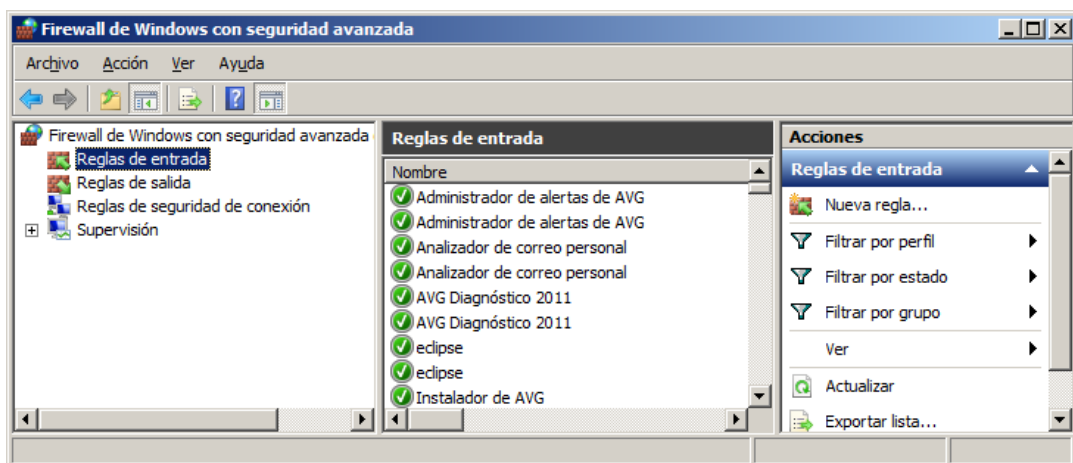 Firewall de Windows con seguridad avanzada
Archivo Acción Ver Ayuda
Firewall de Windows con seguridad avanzada
Reglas de entrada
Reglas de salida
Reglas de seguridad de conexión
Supervisión
Reglas de entrada
Nombre
Administrador de alertas de AVG
Administrador de alertas de AVG
Analizador de correo personal
Analizador de correo personal
AVG Diagnóstico 2011
AVG Diagnóstico 2011
eclipse
eclipse
Instalador de AVG
Acciones
Reglas de entrada
Nueva regla...
Filtrar por perfil
Filtrar por estado
Filtrar por grupo
Ver
Actualizar
Exportar lista...